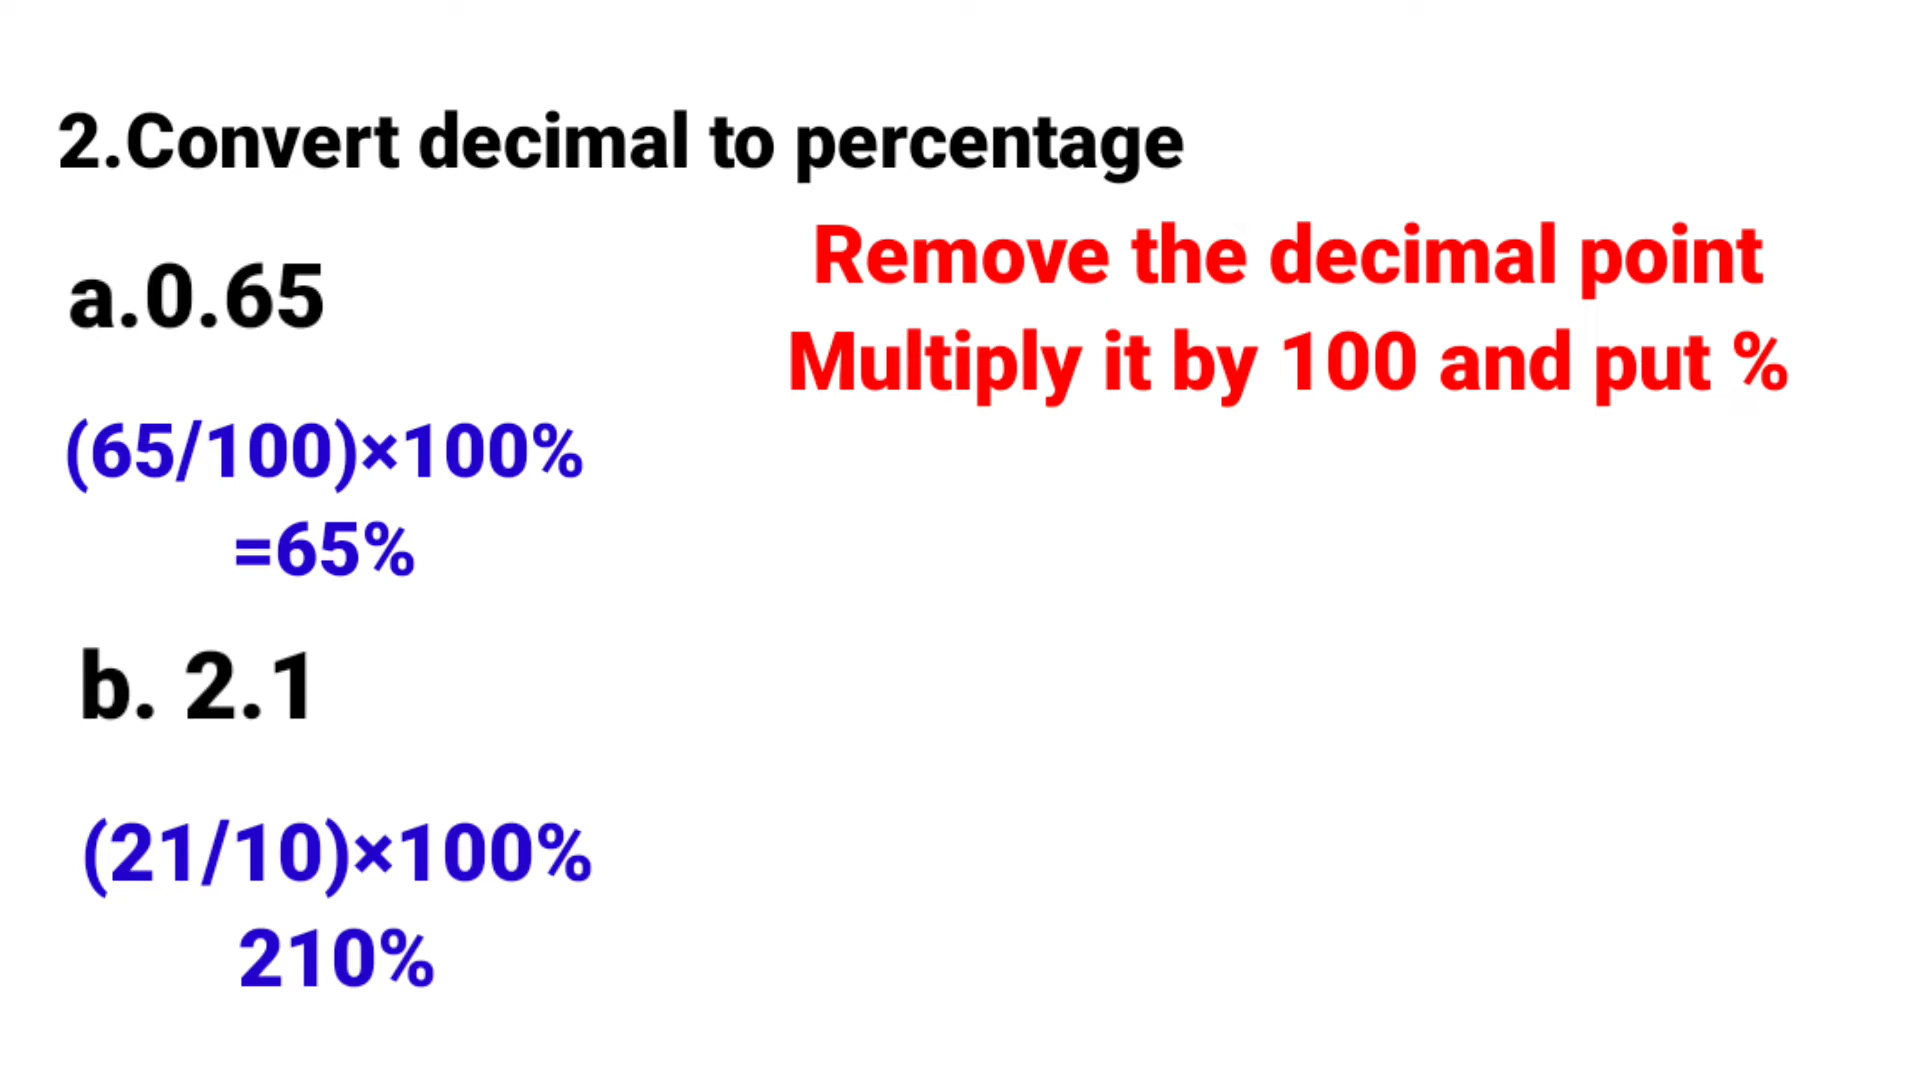 2.Convert decimal to percentage
Remove the decimal point
a.0.65
Multiply it by 100 and put %
(65/100)×100%
=65%
b. 2.1
(21/10)×100%
210%